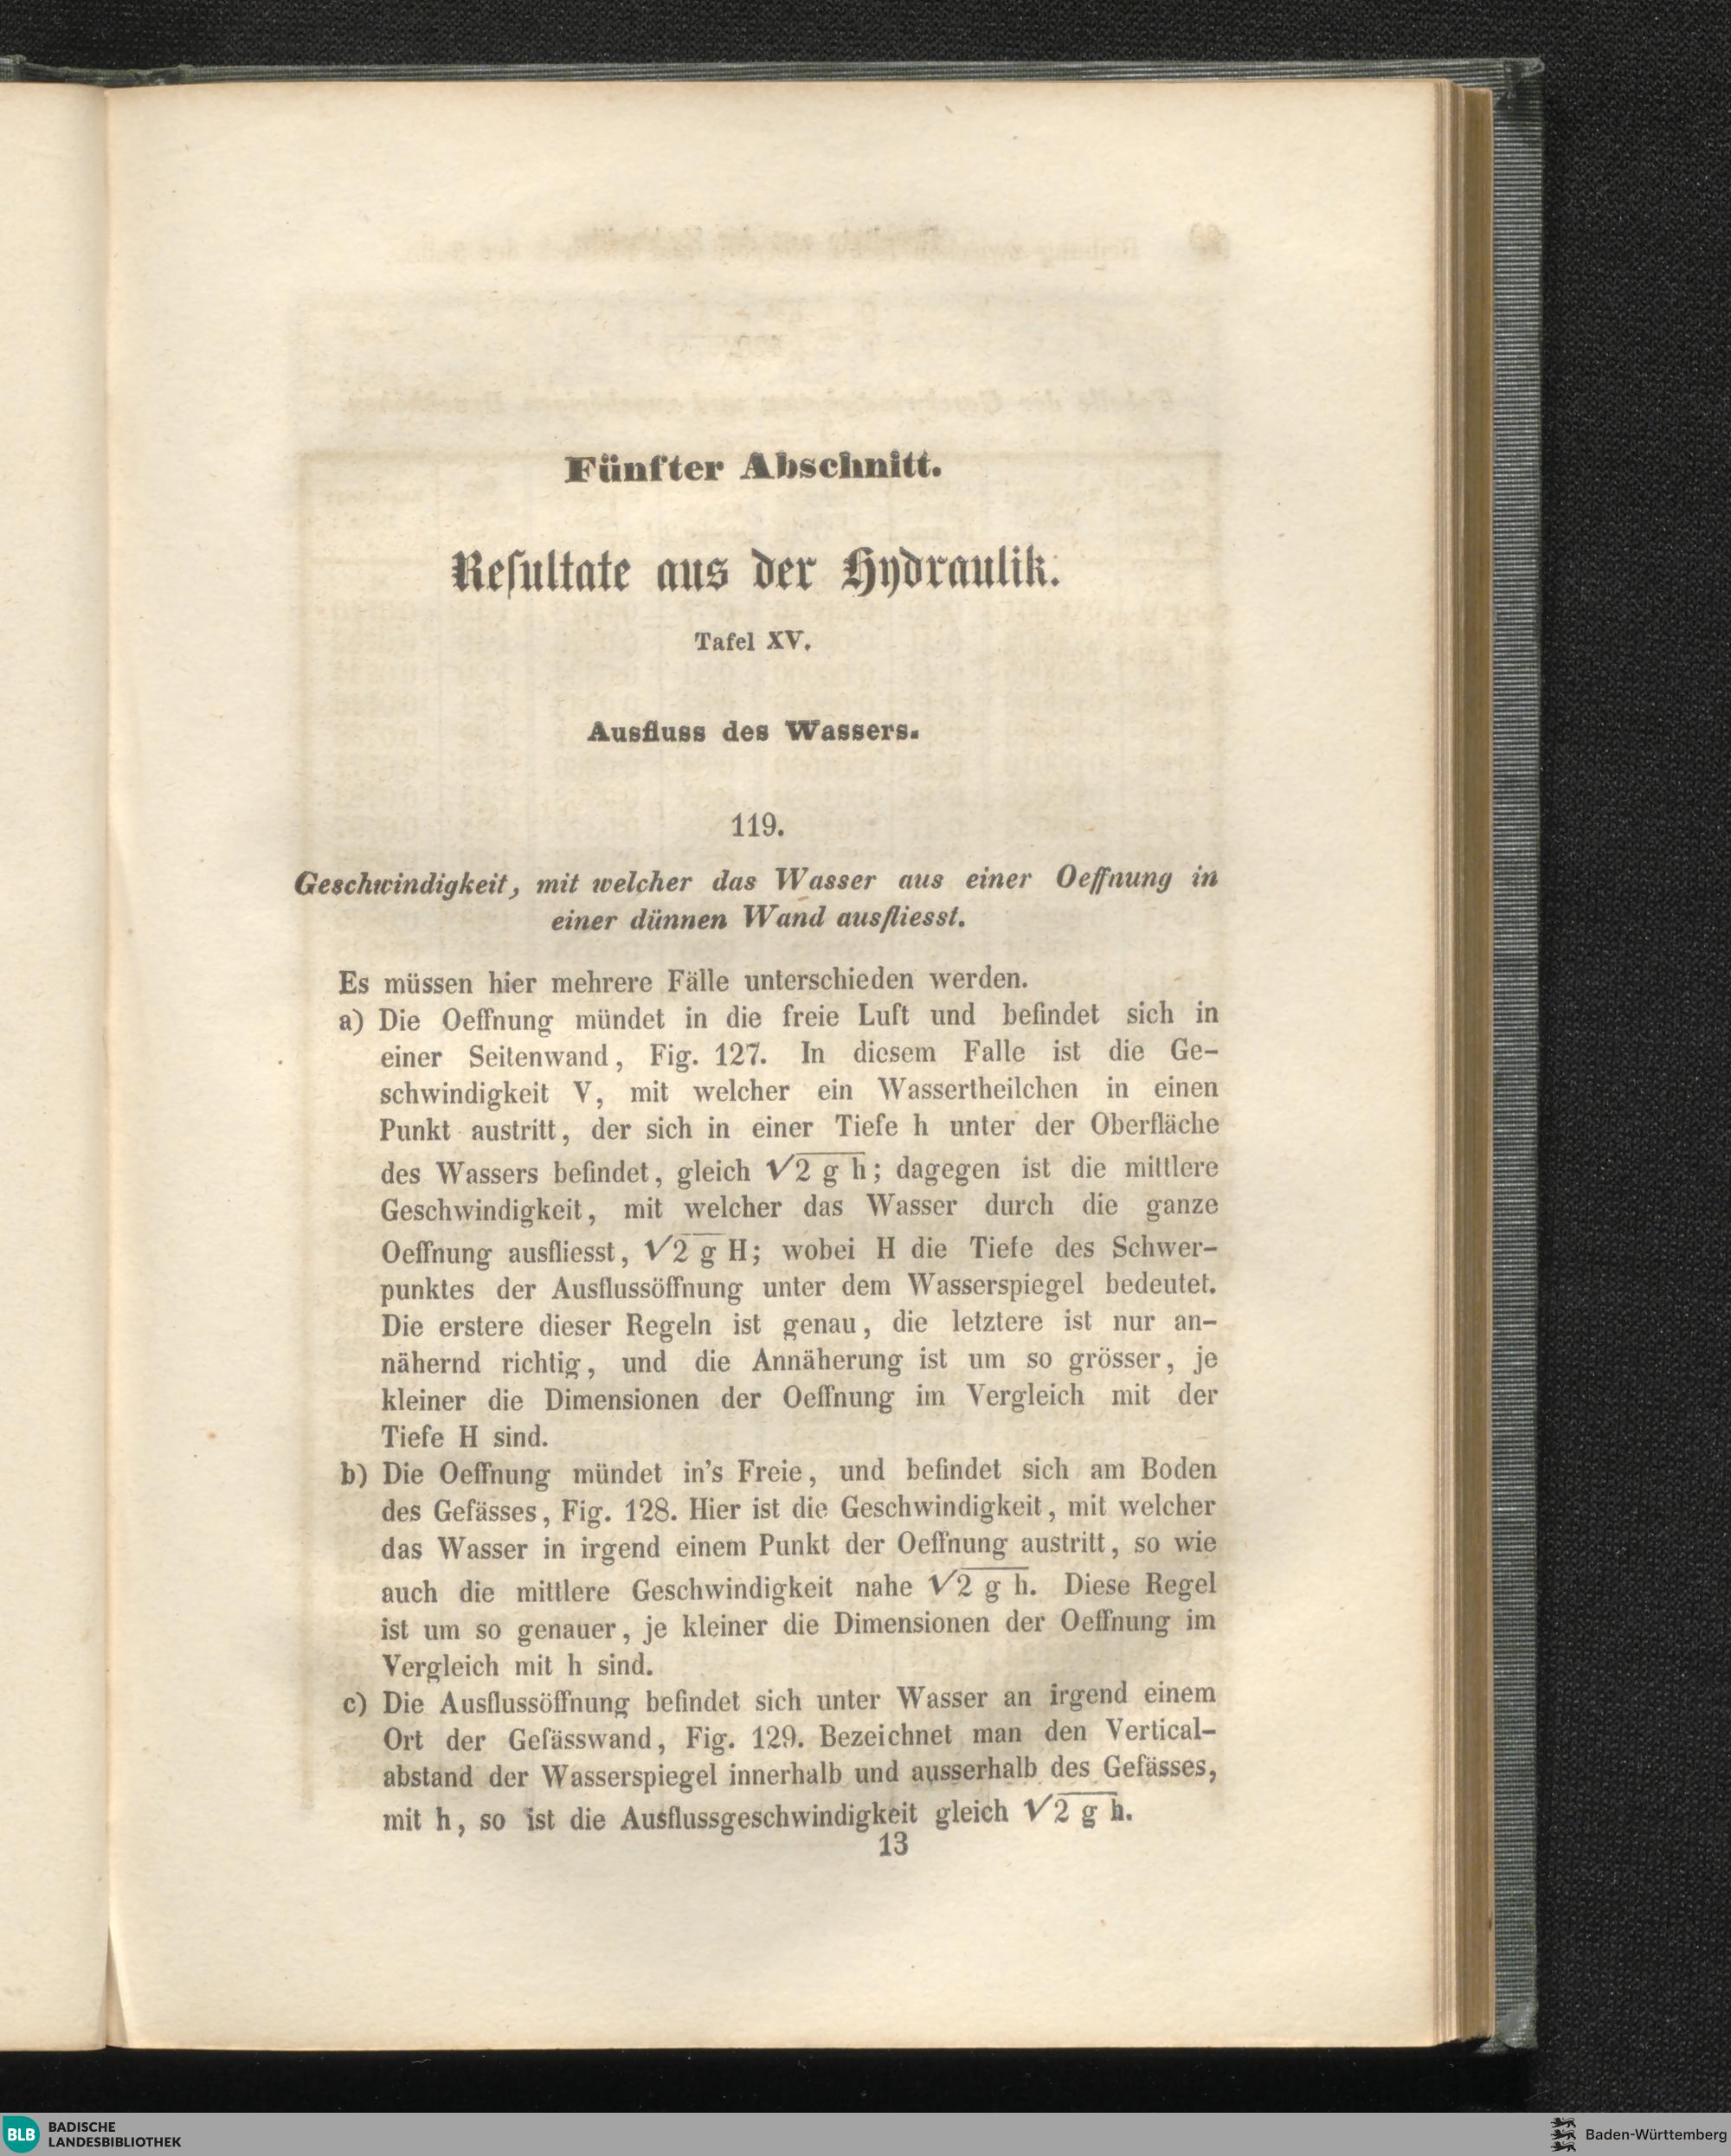 Fünfter Abschnitt.
Reſultate aus der Hydraulik.
Tafel XV.
Ausfluss des Wassers.
119.
Geschwindigkeit, mit welcher das Wasser aus einer Oeffnung in
einer dünnen Wand ausfliesst.
Es müssen hier mehrere Fälle unterschieden werden.
a) Die Oeffnung mündet in die freie Luft und befindet sich in
einer Seitenwand, Fig. 127. In diesem Falle ist die Ge-
schwindigkeit V, mit welcher ein Wassertheilchen in einen
Punkt austritt, der sich in einer Tiefe h unter der Oberfläche
des Wassers befindet, gleich √2 g h; dagegen ist die mittlere
Geschwindigkeit, mit welcher das Wasser durch die ganze
Oeffnung ausfliesst, √2 g H; wobei H die Tiefe des Schwer-
punktes der Ausflussöffnung unter dem Wasserspiegel bedeutet.
Die erstere dieser Regeln ist genau, die letztere ist nur an-
nähernd richtig, und die Annäherung ist um so grösser, je
kleiner die Dimensionen der Oeffnung im Vergleich mit der
Tiefe H sind.
b) Die Oeffnung mündet in's Freie, und befindet sich am Boden
des Gefässes, Fig. 128. Hier ist die Geschwindigkeit, mit welcher
das Wasser in irgend einem Punkt der Oeffnung austritt, so wie
auch die mittlere Geschwindigkeit nahe √2 g h. Diese Regel
ist um so genauer, je kleiner die Dimensionen der Oeffnung im
Vergleich mit h sind.
c) Die Ausflussöffnung befindet sich unter Wasser an irgend einem
Ort der Gefässwand, Fig. 129. Bezeichnet man den Vertical-
abstand der Wasserspiegel innerhalb und ausserhalb des Gefässes,
mit h, so ist die Ausflussgeschwindigkeit gleich √2 g h.
13
BLB BADISCHE
LANDESBIBLIOTHEK
Baden-Württemberg